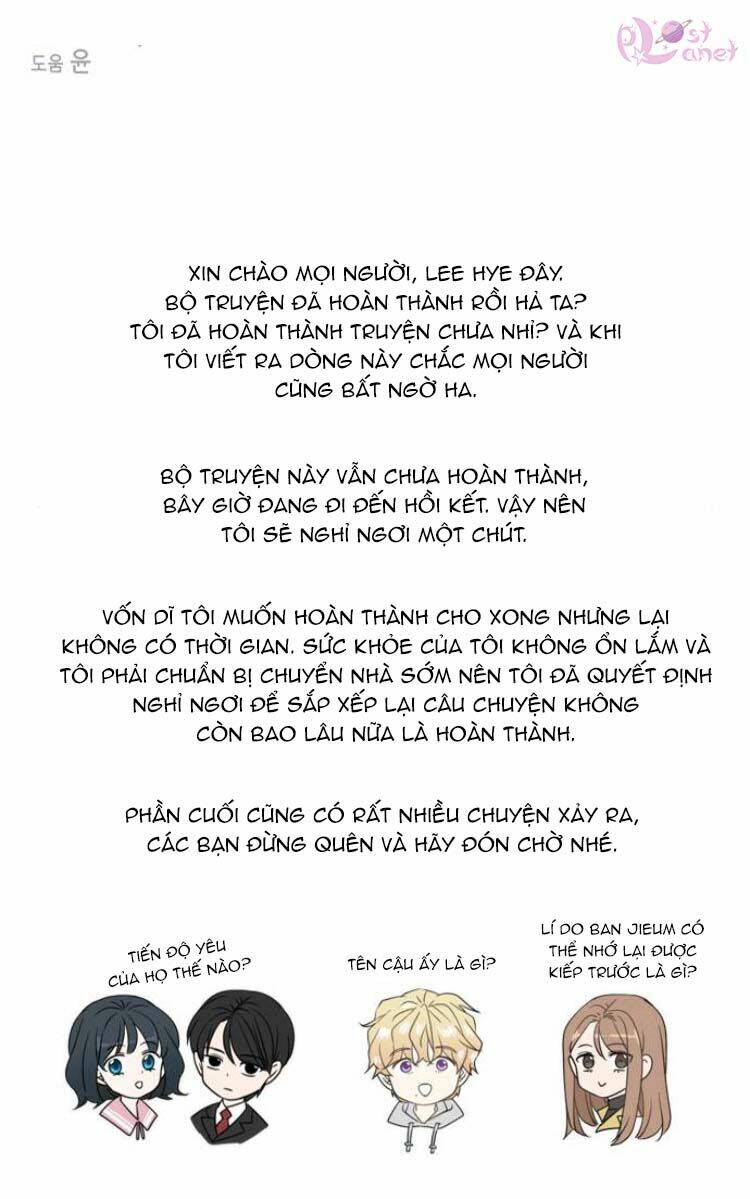 도움 윤
Lost
Planet
XIN CHÀO MỌI NGƯỜI, LEE HYE ĐÂY.
BỘ TRUYỆN ĐÃ HOÀN THÀNH RỒI HẢ TA?
TÔI ĐÃ HOÀN THÀNH TRUYỆN CHƯA NHỈ? VÀ KHI
TÔI VIẾT RA DÒNG NÀY CHẮC MỌI NGƯỜI
CŨNG BẤT NGỜ HA.
BỘ TRUYỆN NÀY VẪN CHƯA HOÀN THÀNH,
BÂY GIỜ ĐANG ĐI ĐẾN HỒI KẾT. VẬY NÊN
TÔI SẼ NGHỈ NGƠI MỘT CHÚT.
VỐN DĨ TÔI MUỐN HOÀN THÀNH CHO XONG NHƯNG LẠI
KHÔNG CÓ THỜI GIAN. SỨC KHỎE CỦA TÔI KHÔNG ỔN LẮM VÀ
TÔI PHẢI CHUẨN BỊ CHUYỂN NHÀ SỚM NÊN TÔI ĐÃ QUYẾT ĐỊNH
NGHỈ NGƠI ĐỂ SẮP XẾP LẠI CÂU CHUYỆN KHÔNG
CÒN BAO LÂU NỮA LÀ HOÀN THÀNH.
PHẦN CUỐI CŨNG CÓ RẤT NHIỀU CHUYỆN XẢY RA,
CÁC BẠN ĐỪNG QUÊN VÀ HÃY ĐÓN CHỜ NHÉ.
TIẾN ĐỘ YÊU
CỦA HỌ THẾ NÀO?
TÊN CẬU ẤY LÀ GÌ?
LÍ DO BAN JIEUM CÓ
THỂ NHỚ LẠI ĐƯỢC
KIẾP TRƯỚC LÀ GÌ?